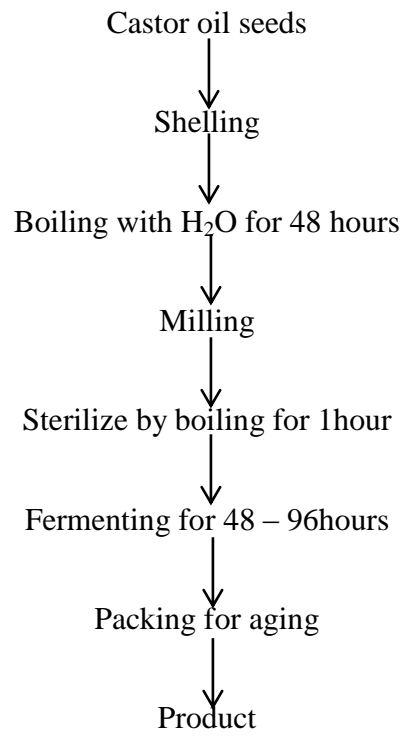 Castor oil seeds
Shelling
Boiling with H₂O for 48 hours
Milling
Sterilize by boiling for 1hour
Fermenting for 48 – 96hours
Packing for aging
Product